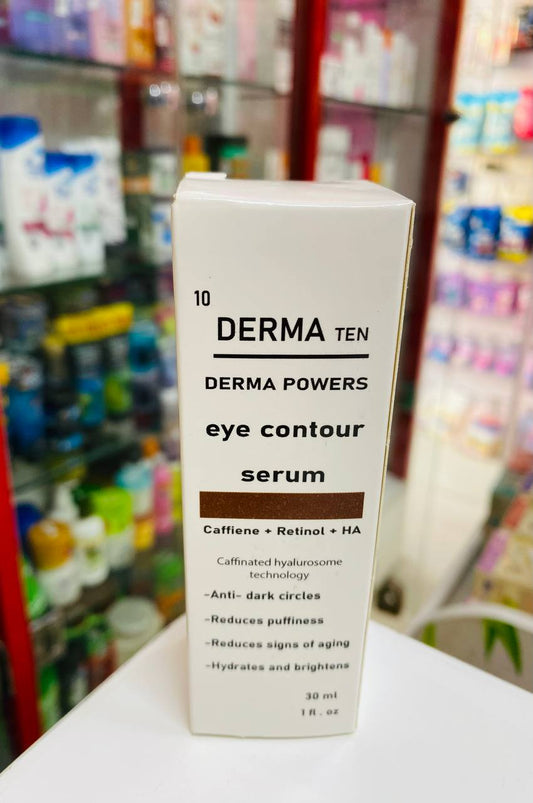 10
DERMA TEN
DERMA POWERS
eye contour
serum
Caffiene + Retinol + HA
Caffinated hyalurosome
technology
-Anti- dark circles
-Reduces puffiness
-Reduces signs of aging
-Hydrates and brightens
30 ml
1 fl . oz